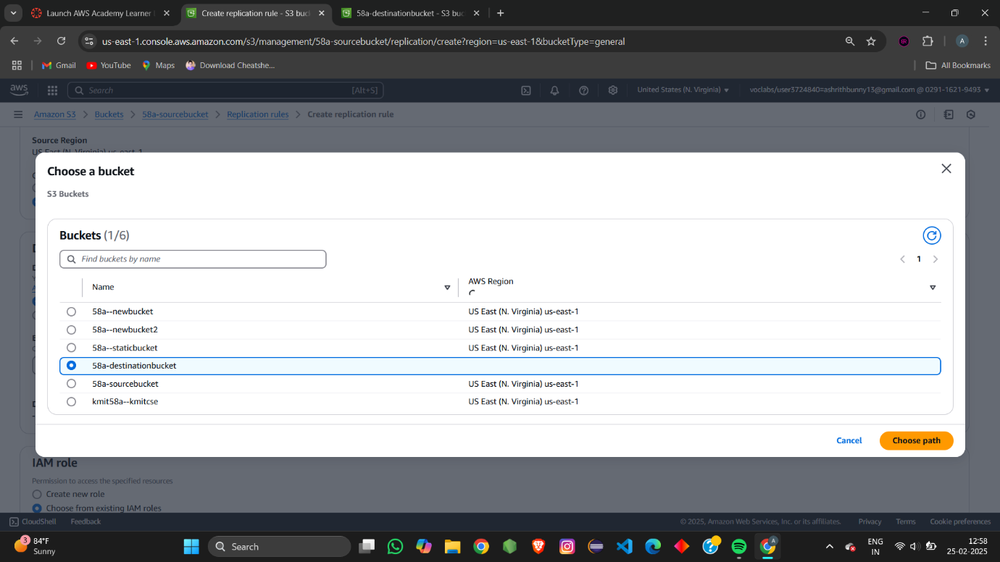 Launch AWS Academy Learner
Create replication rule - S3 buc
58a-destinationbucket - S3 buc
us-east-1.console.aws.amazon.com/s3/management/58a-sourcebucket/replication/create?region=us-east-1&bucketType=general
A
Gmail
YouTube
Maps
Download Cheatshe...
All Bookmarks
aws
Search
[Alt+S]
United States (N. Virginia)
voclabs/user3724840=ashrithbunny13@gmail.com @ 0291-1621-9493
Amazon S3
Buckets
58a-sourcebucket
Replication rules
Create replication rule
Source Region
US East (N. Virginia) us-east-1
Choose a bucket
S3 Buckets
Buckets (1/6)
Find buckets by name
1
Name
AWS Region
58a--newbucket
US East (N. Virginia) us-east-1
58a--newbucket2
US East (N. Virginia) us-east-1
58a--staticbucket
US East (N. Virginia) us-east-1
58a-destinationbucket
58a-sourcebucket
US East (N. Virginia) us-east-1
kmit58a--kmitcse
US East (N. Virginia) us-east-1
Cancel
Choose path
IAM role
Permission to access the specified resources
Create new role
Choose from existing IAM roles
CloudShell
Feedback
© 2025, Amazon Web Services, Inc. or its affiliates.
Privacy
Terms
Cookie preferences
3
84°F
Sunny
Search
A
ENG
IN
12:58
25-02-2025